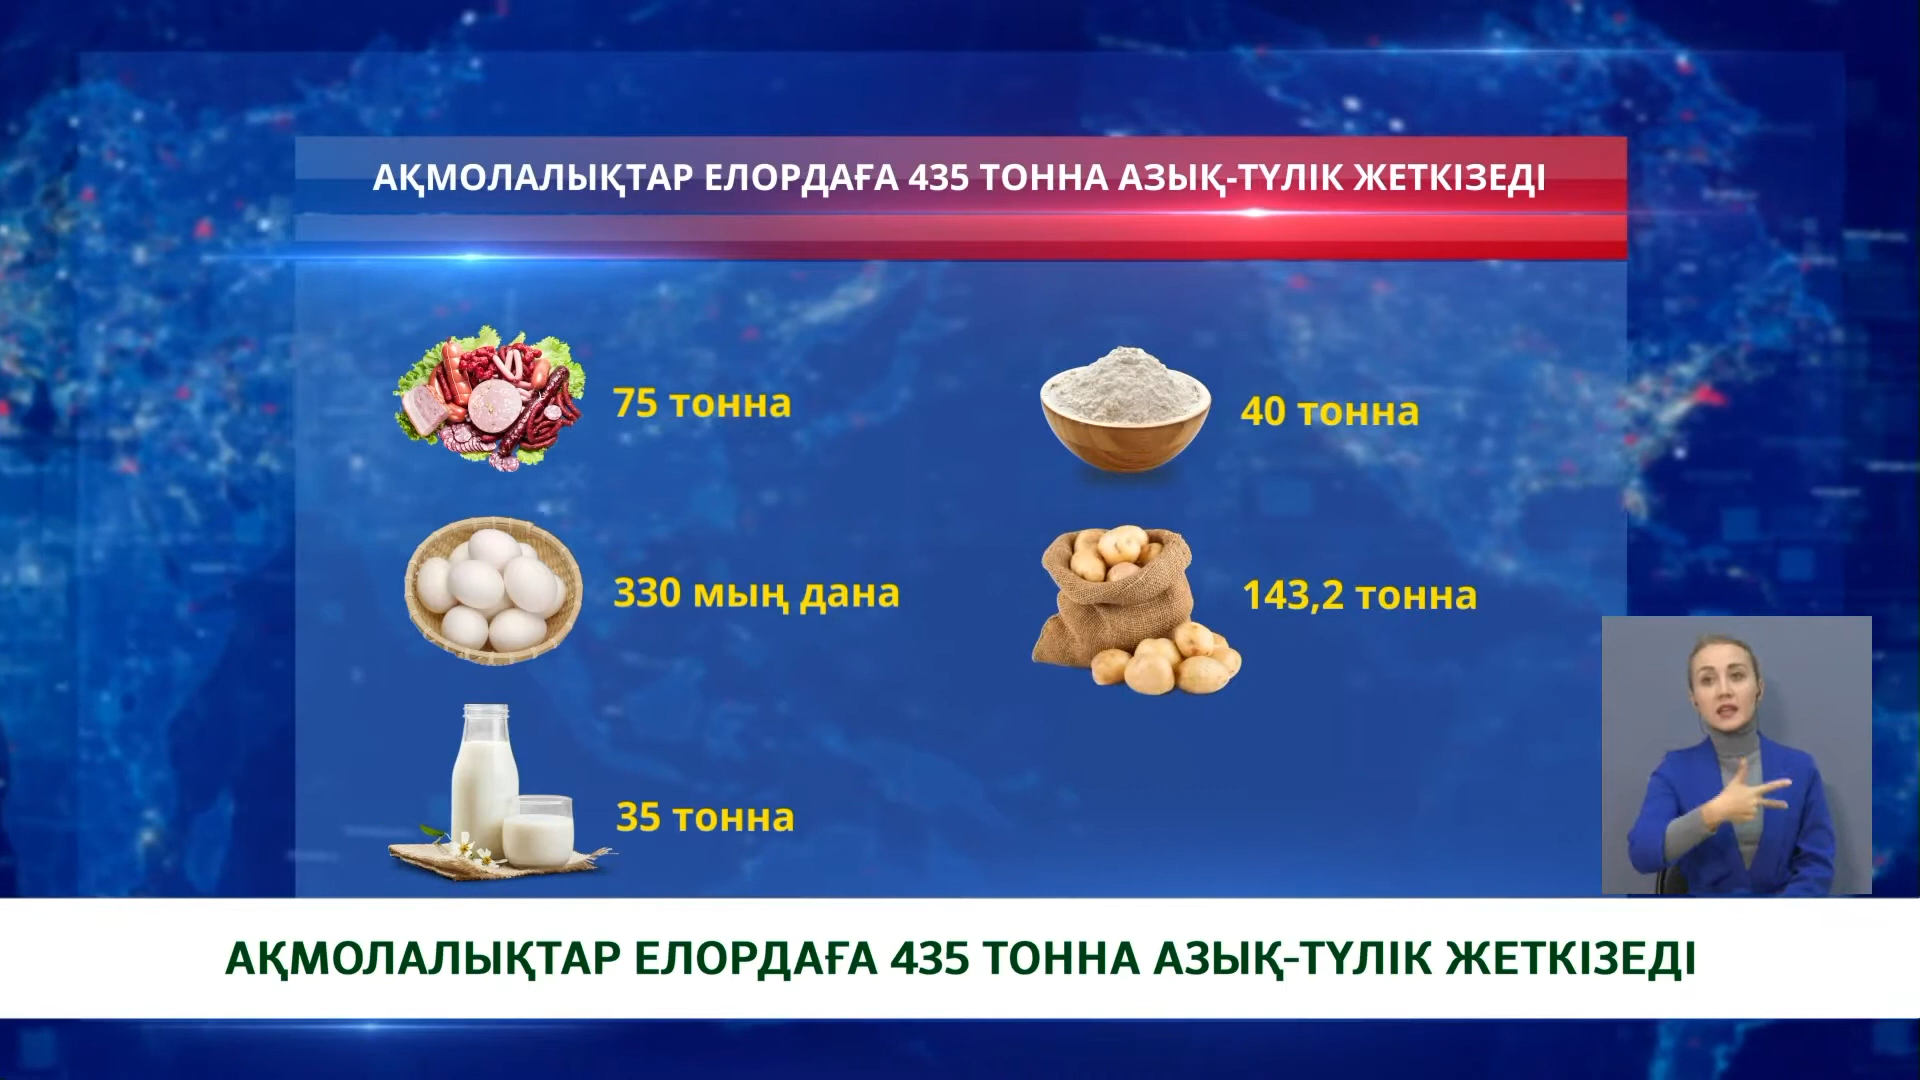 АҚМОЛАЛЫҚТАР ЕЛОРДАҒА 435 ТОННА АЗЫҚ-ТҮЛІК ЖЕТКІЗЕДІ
75 тонна
40 тонна
330 мың дана
143,2 тонна
35 тонна
АҚМОЛАЛЫҚТАР ЕЛОРДАҒА 435 ТОННА АЗЫҚ-ТҮЛІК ЖЕТКІЗЕДІ